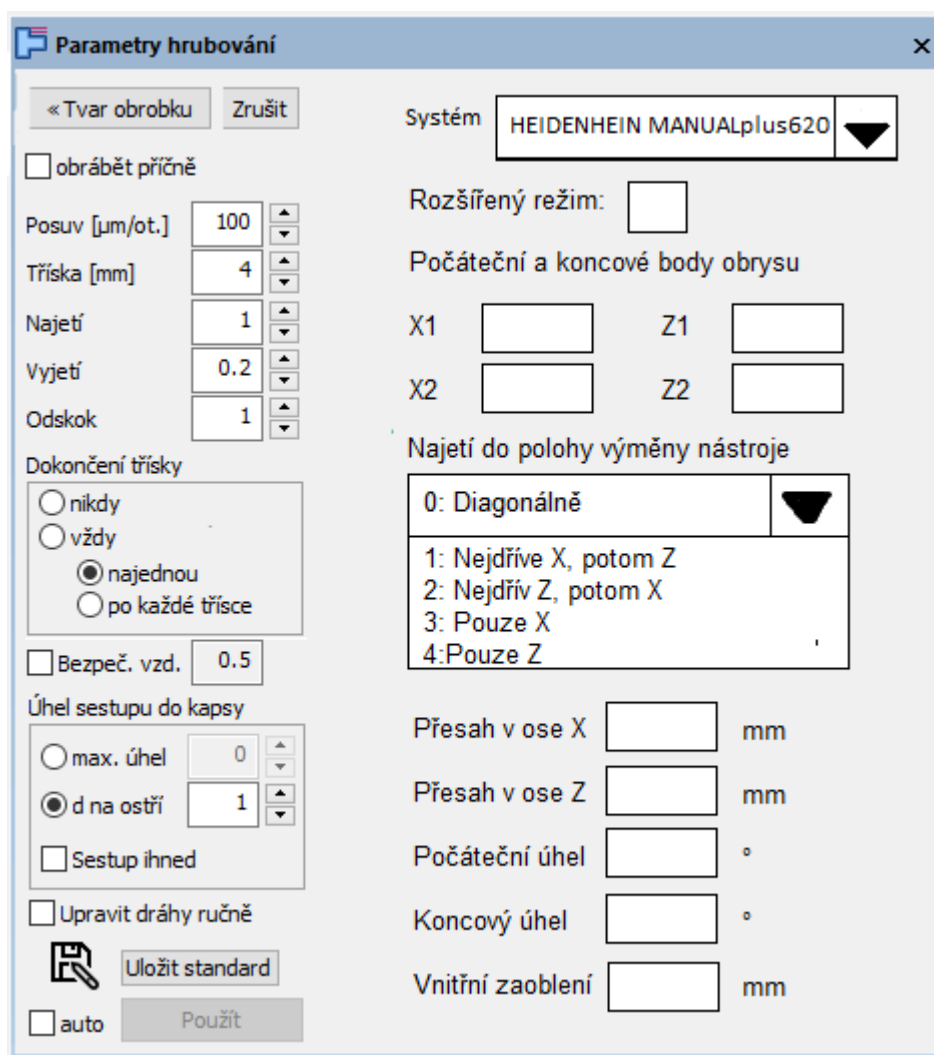 Parametry hrubování
« Tvar obrobku Zrušit
obrábět příčně
Posuv [µm/ot.] 100
Tříska [mm] 4
Najetí 1
Vyjetí 0.2
Odskok 1
Dokončení třísky
nikdy
vždy
najednou
po každé třísce
Bezpeč. vzd. 0.5
Úhel sestupu do kapsy
max. úhel 0
d na ostří 1
Sestup ihned
Upravit dráhy ručně
Uložit standard
auto Použít
Systém HEIDENHEIN MANUALplus620
Rozšířený režim:
Počáteční a koncové body obrysu
X1 Z1
X2 Z2
Najetí do polohy výměny nástroje
0: Diagonálně
1: Nejdříve X, potom Z
2: Nejdřív Z, potom X
3: Pouze X
4:Pouze Z
Přesah v ose X mm
Přesah v ose Z mm
Počáteční úhel °
Koncový úhel °
Vnitřní zaoblení mm